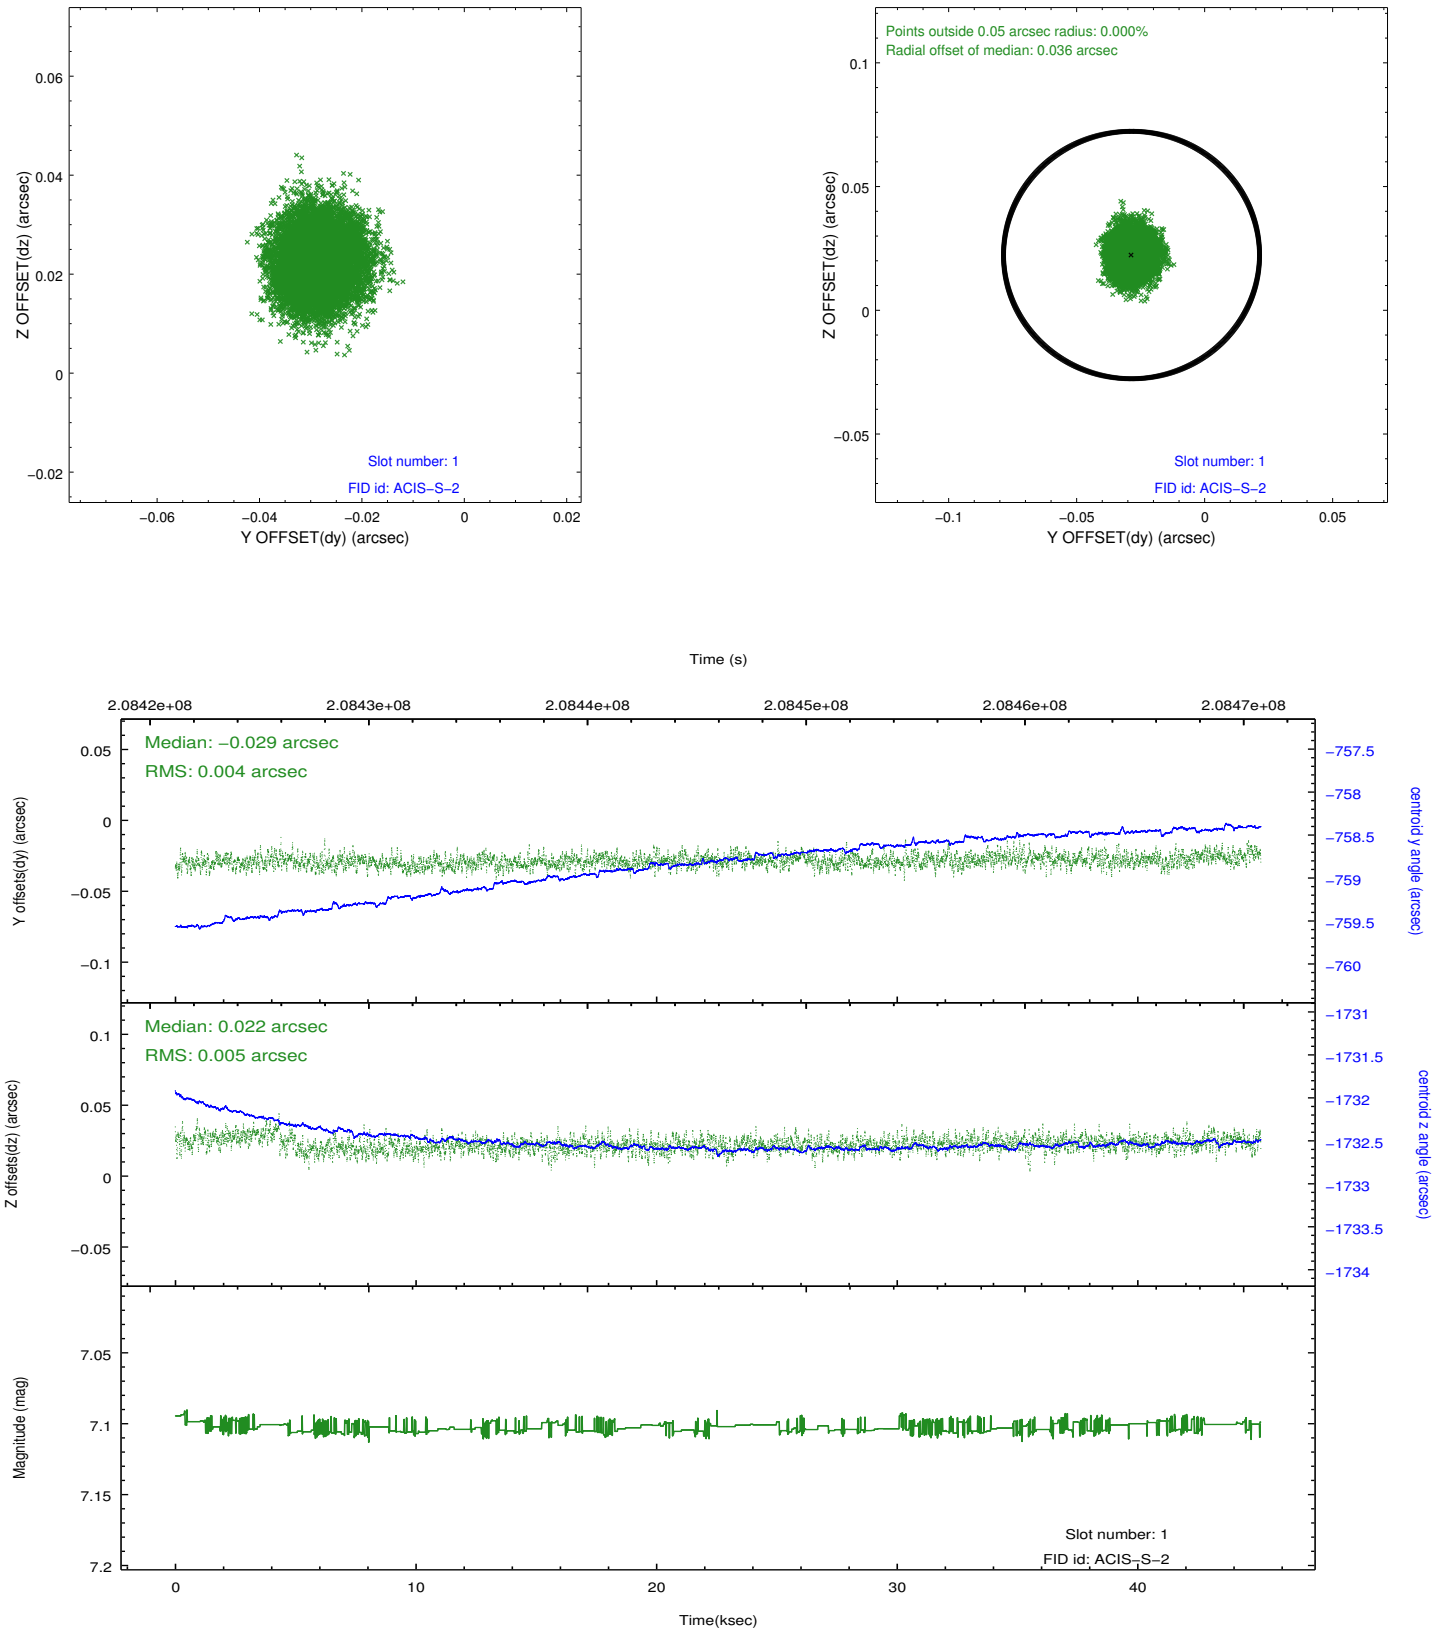 0.06
0.04
0.02
0
−0.02
Z OFFSET(dz) (arcsec)
Slot number: 1
FID id: ACIS−S−2
−0.06
−0.04
−0.02
0
0.02
Y OFFSET(dy) (arcsec)
Points outside 0.05 arcsec radius: 0.000%
Radial offset of median: 0.036 arcsec
0.1
0.05
0
−0.05
Z OFFSET(dz) (arcsec)
Slot number: 1
FID id: ACIS−S−2
−0.1
−0.05
0
0.05
Y OFFSET(dy) (arcsec)
Time (s)
2.0842e+08
2.0843e+08
2.0844e+08
2.0845e+08
2.0846e+08
2.0847e+08
Median: −0.029 arcsec
RMS: 0.004 arcsec
0.05
0
−0.05
−0.1
Y offsets(dy) (arcsec)
−757.5
−758
−758.5
−759
−759.5
−760
centroid y angle (arcsec)
Median: 0.022 arcsec
RMS: 0.005 arcsec
0.1
0.05
0
−0.05
Z offsets(dz) (arcsec)
−1731
−1731.5
−1732
−1732.5
−1733
−1733.5
−1734
centroid z angle (arcsec)
7.05
7.1
7.15
7.2
Magnitude (mag)
Slot number: 1
FID id: ACIS−S−2
0
10
20
30
40
Time(ksec)